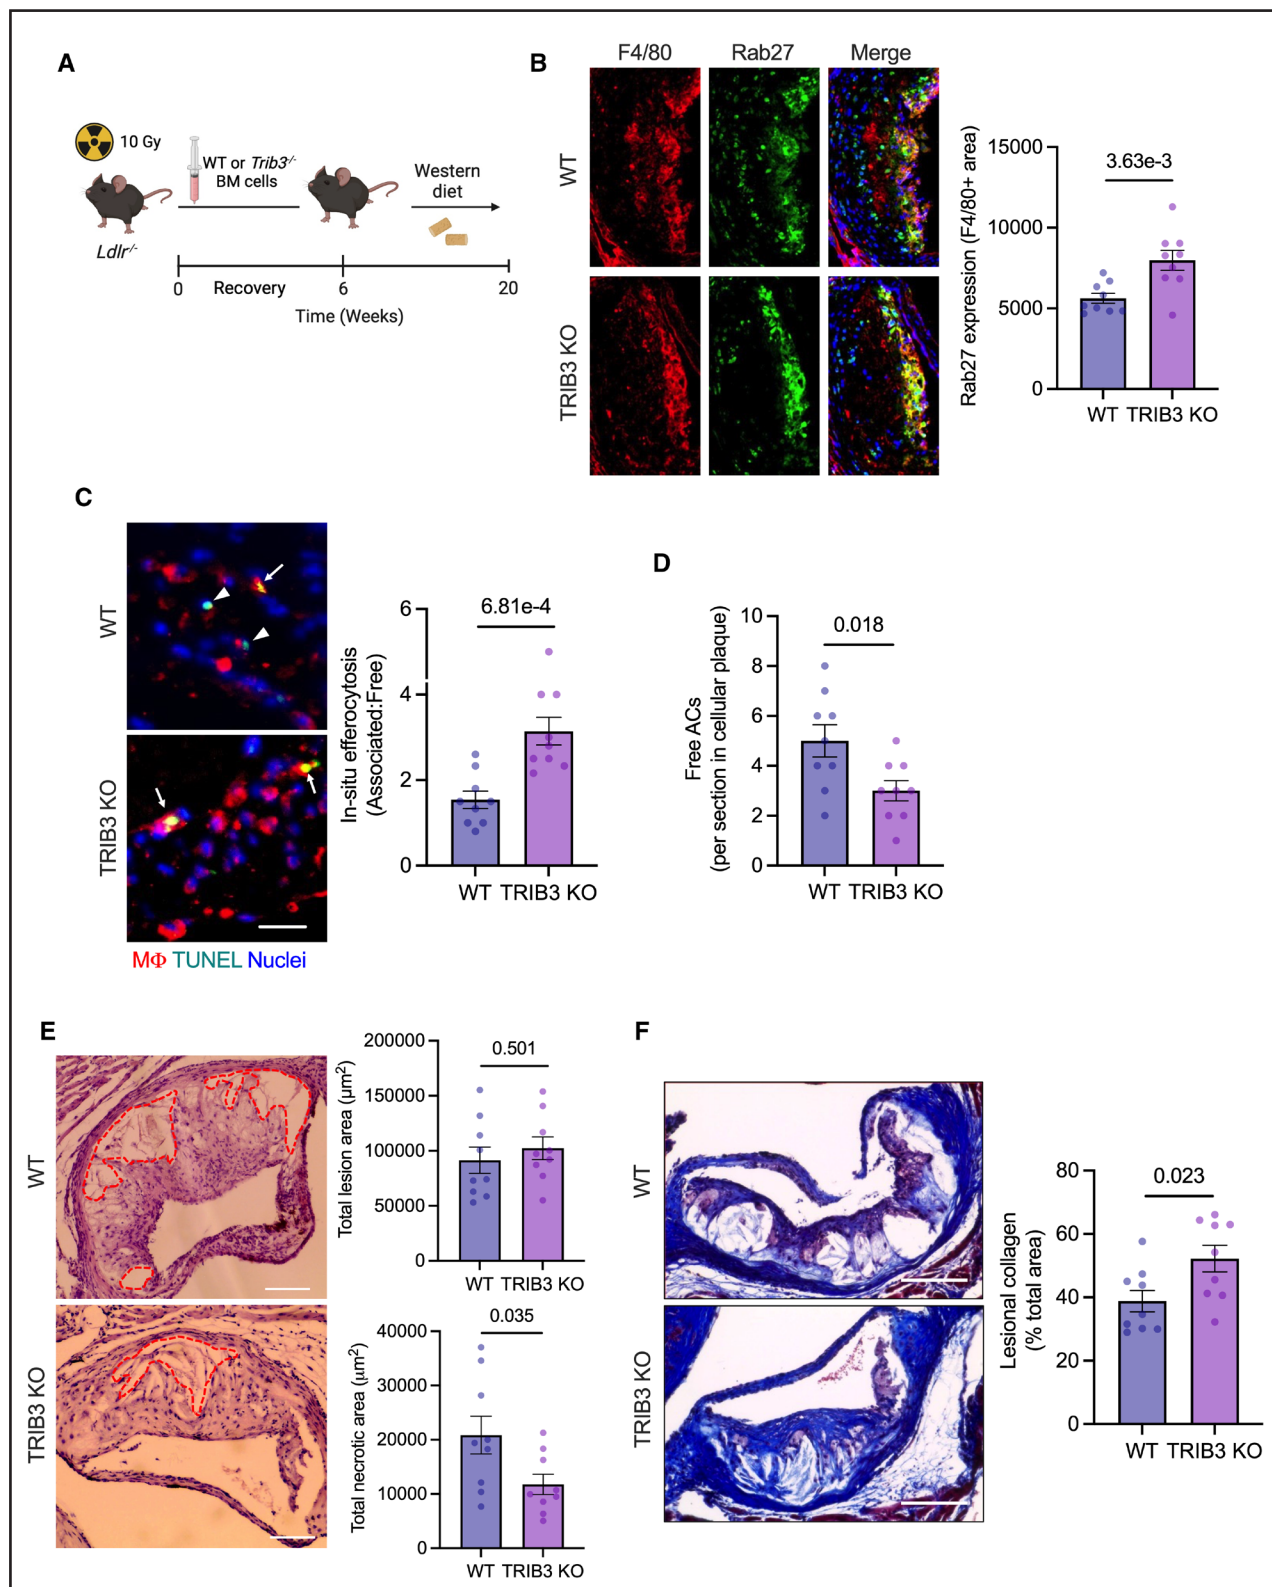 A
10 Gy
WT or Trib3-/-
BM cells
Western
diet
Ldlr-/-
0
Recovery
6
20
Time (Weeks)
B
F4/80
Rab27
Merge
WT
TRIB3 KO
Rab27 expression (F4/80+ area)
15000
10000
5000
0
3.63e-3
WT
TRIB3 KO
C
WT
TRIB3 KO
MΦ TUNEL Nuclei
In-situ efferocytosis
(Associated:Free)
6
4
2
0
6.81e-4
WT
TRIB3 KO
D
Free ACs
(per section in cellular plaque)
10
8
6
4
2
0
0.018
WT
TRIB3 KO
E
WT
TRIB3 KO
Total lesion area (μm²)
200000
150000
100000
50000
0
0.501
WT
TRIB3 KO
Total necrotic area (μm²)
40000
30000
20000
10000
0
0.035
WT
TRIB3 KO
F
WT
TRIB3 KO
Lesional collagen
(% total area)
80
60
40
20
0
0.023
WT
TRIB3 KO